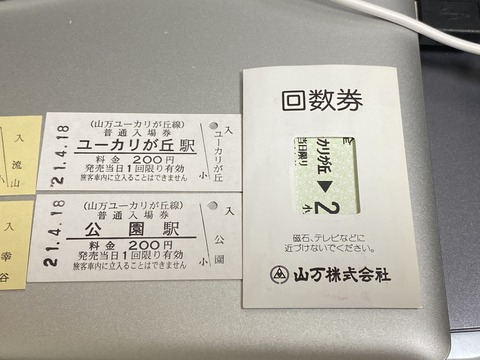 入
流
山
入
幸
谷
(山万ユーカリが丘線)
普通入場券
ユーカリが丘駅
料金 200円
発売当日1回限り有効
旅客車内に立入ることはできません
'21.4.18
入
ユーカリが丘
小
(山万ユーカリが丘線)
普通入場券
公園駅
料金 200円
発売当日1回限り有効
旅客車内に立入ることはできません
21.4.18
入
公園
小
回数券
カリが丘
▶2
当日限り
小
磁石、テレビなどに
近づけないでください。
山万株式会社